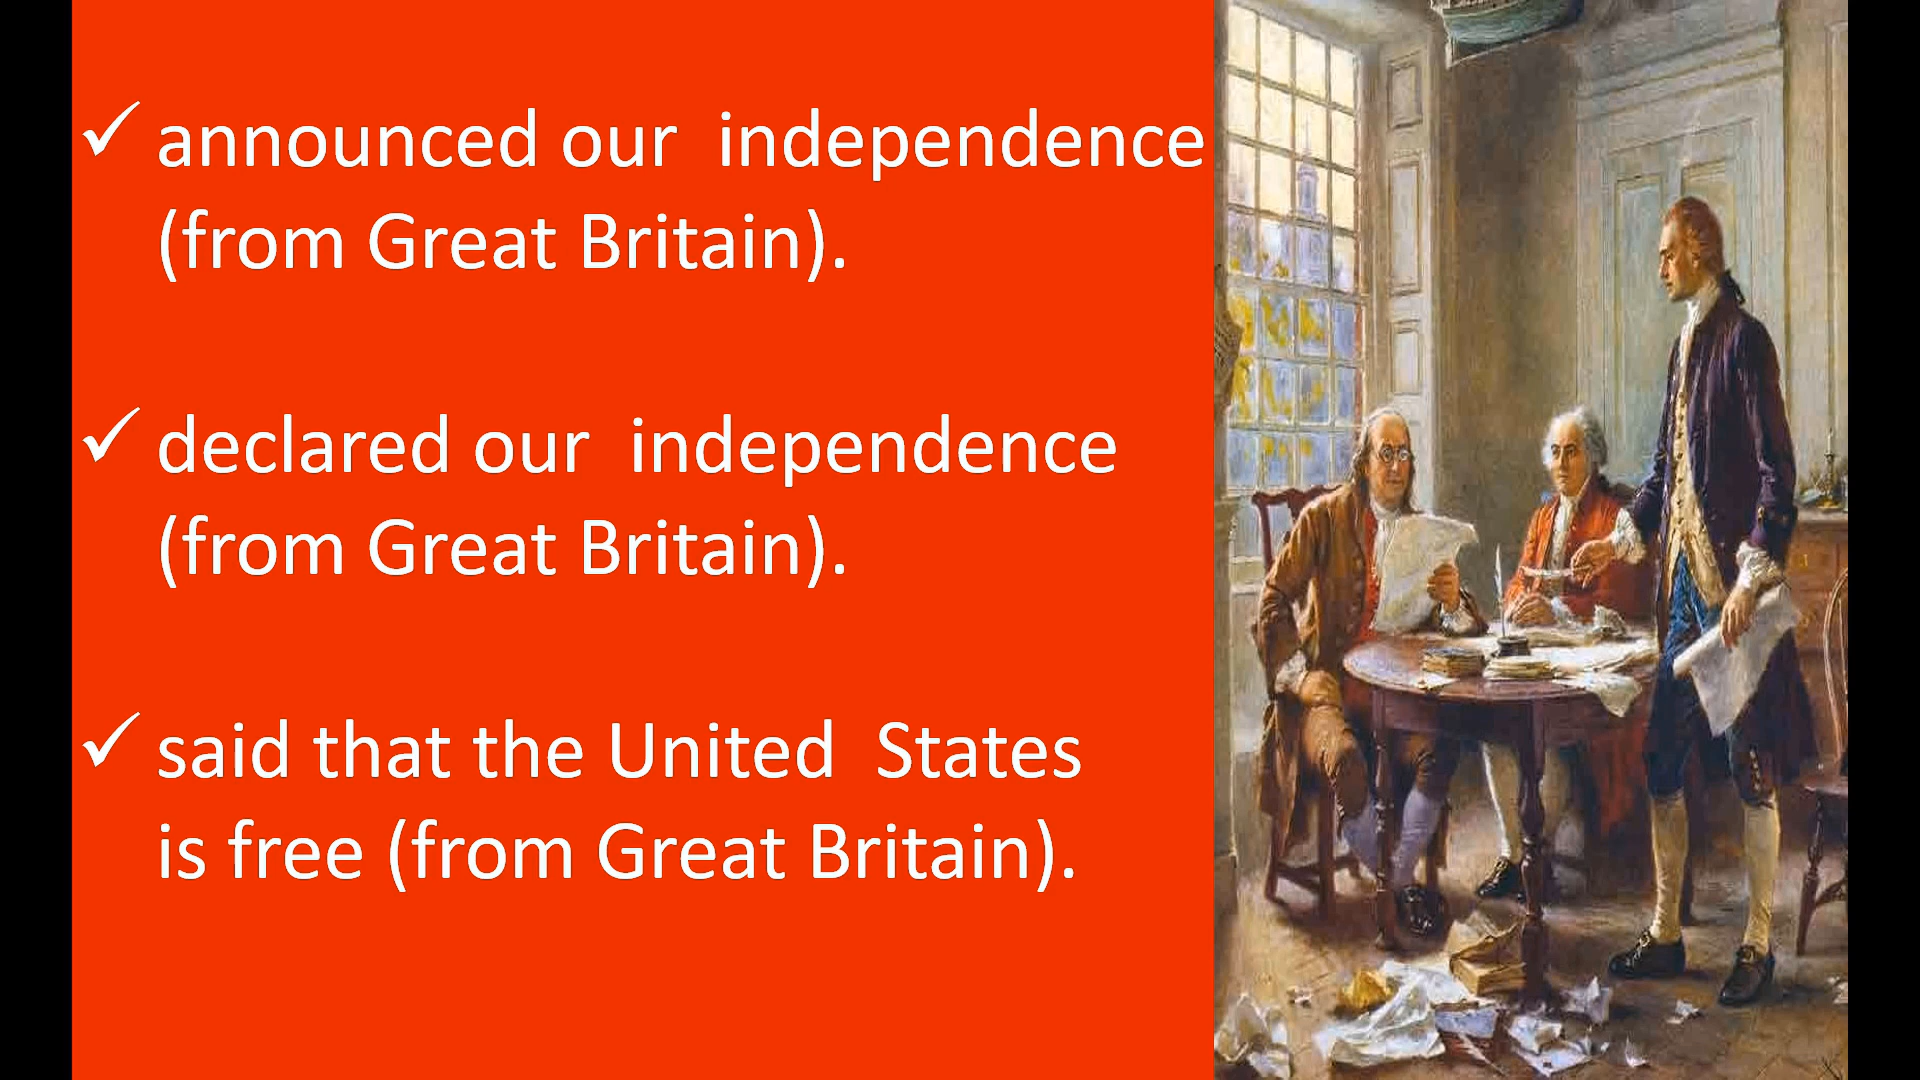 ✓ announced our independence
(from Great Britain).
✓ declared our independence
(from Great Britain).
✓ said that the United States
is free (from Great Britain).